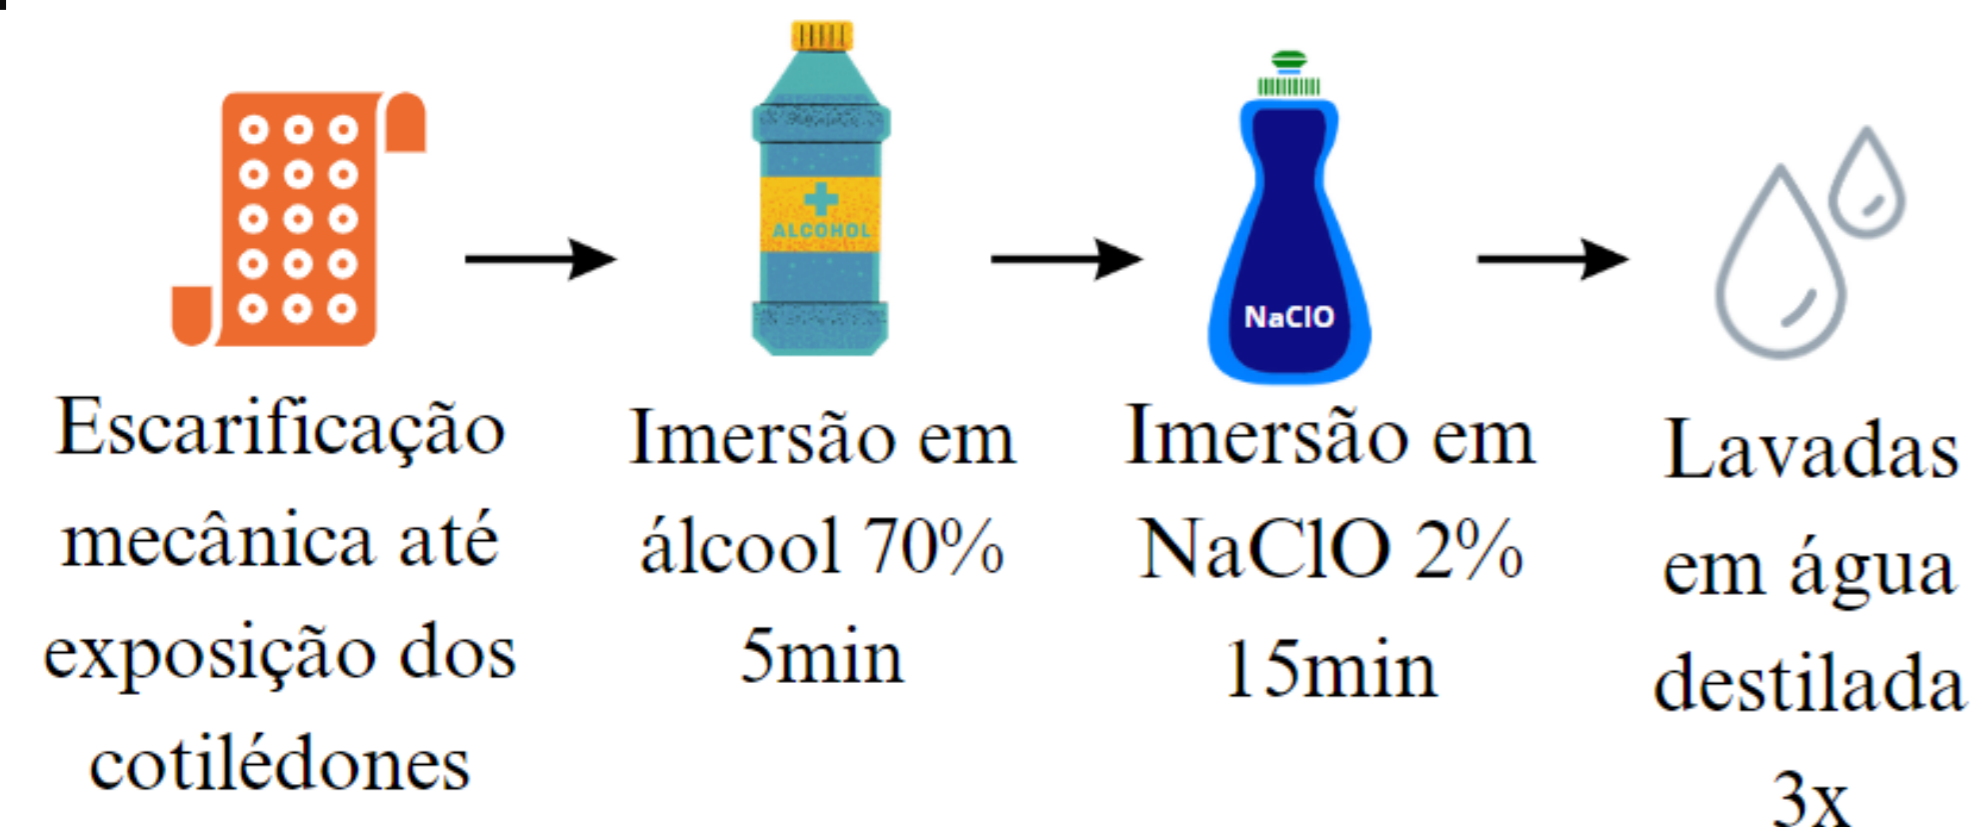 ALCOHOL
NaClO
Escarificação
mecânica até
exposição dos
cotilédones
Imersão em
álcool 70%
5min
Imersão em
NaClO 2%
15min
Lavadas
em água
destilada
3x